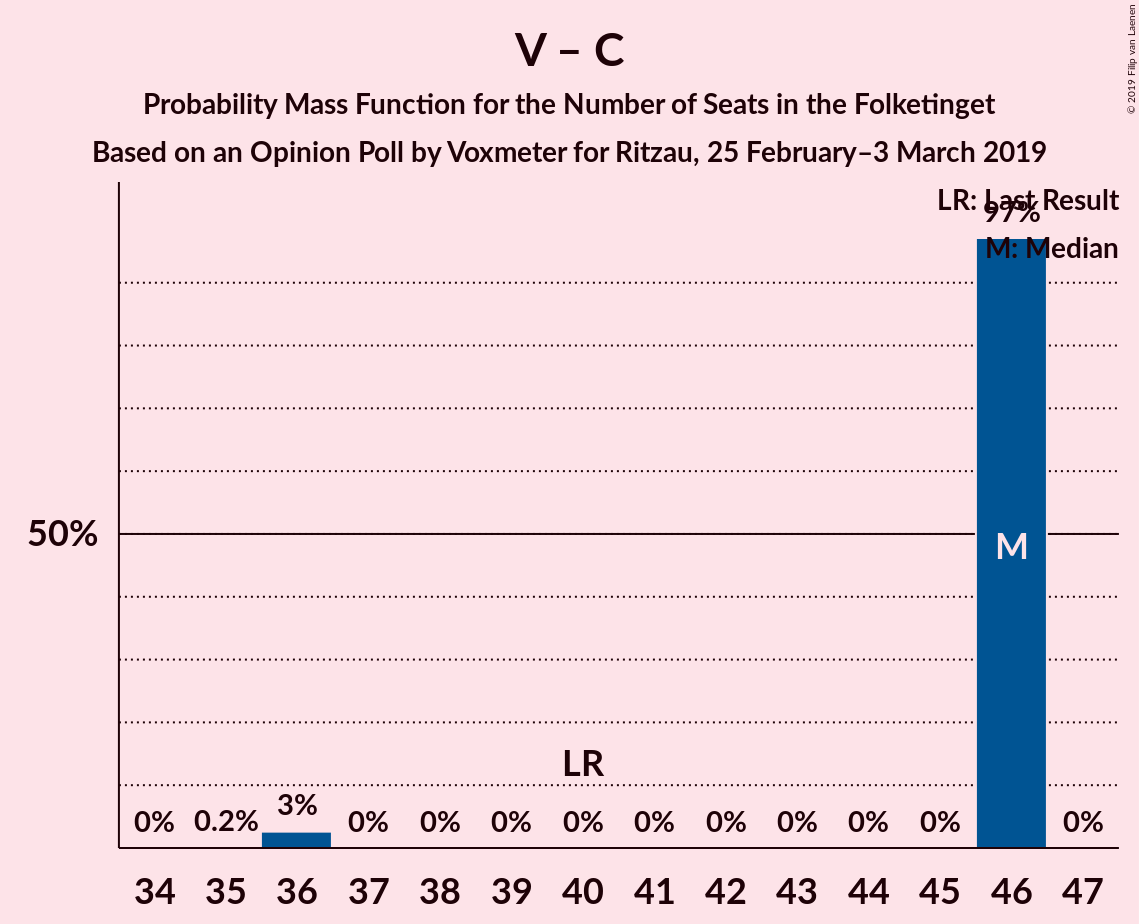 V – C
Probability Mass Function for the Number of Seats in the Folketinget
Based on an Opinion Poll by Voxmeter for Ritzau, 25 February–3 March 2019
© 2019 Filip van Laenen
LR: Last Result
97%
M: Median
50%
M
LR
0% 0.2% 3% 0% 0% 0% 0% 0% 0% 0% 0% 0% 0%
34 35 36 37 38 39 40 41 42 43 44 45 46 47